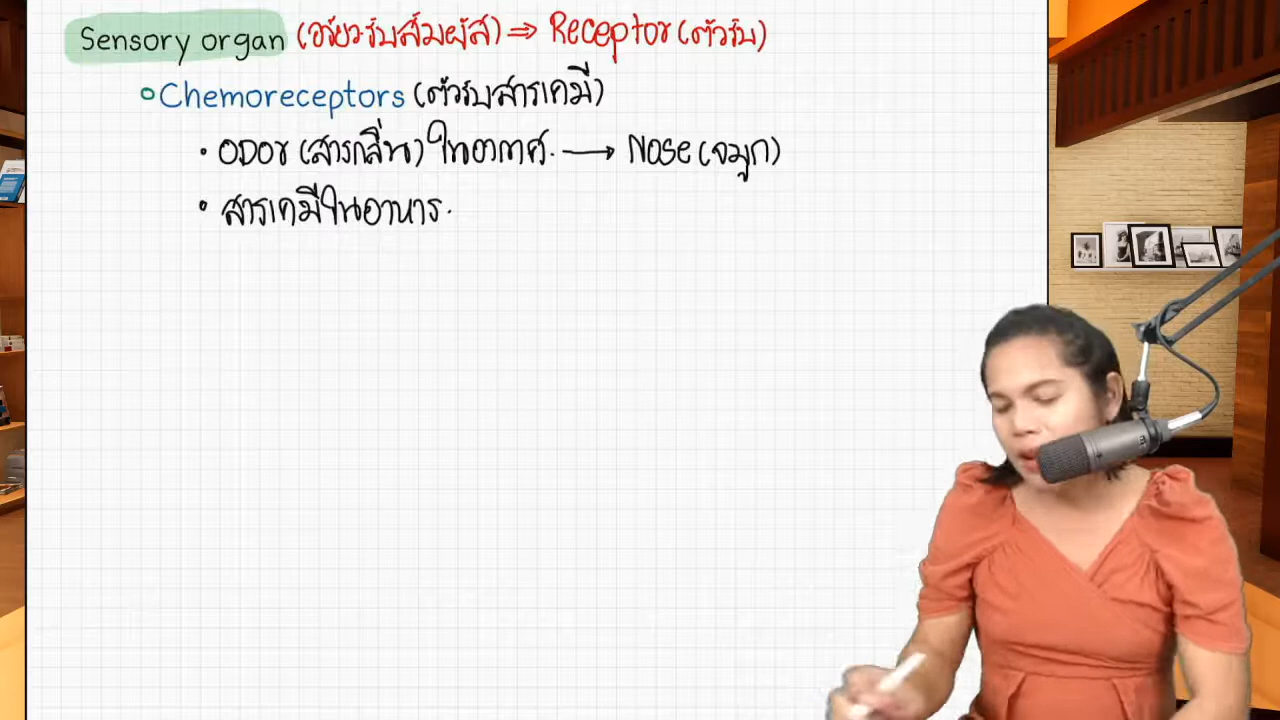 Sensory organ (อวัยวะรับสัมผัส) ⇒ Receptor (ตัวรับ)
Chemoreceptors (ตัวรับสารเคมี)
• ODOR (สารกลิ่น) ในอากาศ. → Nose (จมูก)
• สารเคมีในอาหาร.